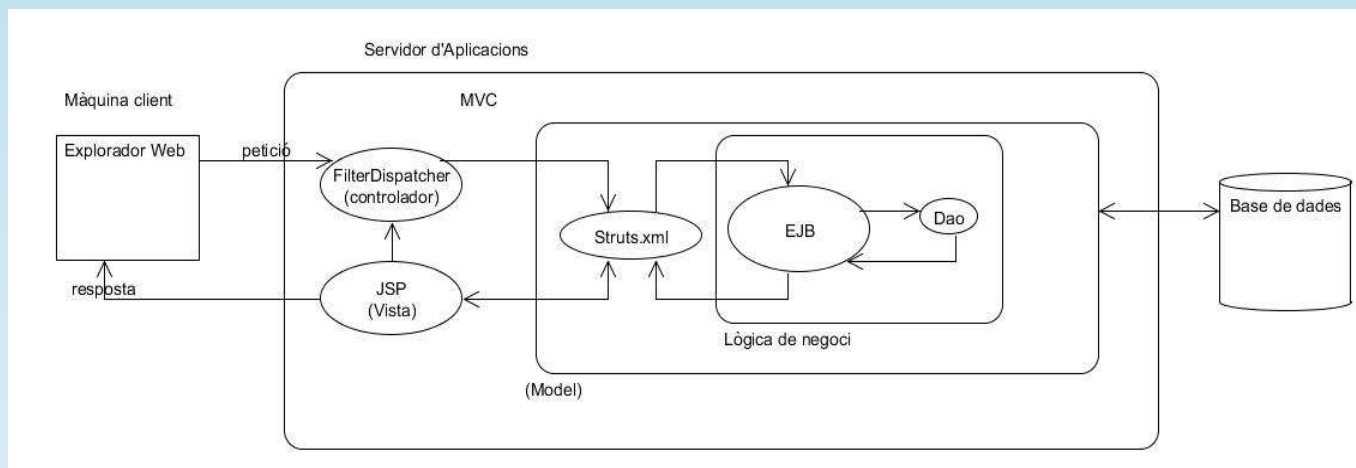 Servidor d'Aplicacions
Màquina client
MVC
Explorador Web
petició
FilterDispatcher
(controlador)
Struts.xml
EJB
Dao
Base de dades
resposta
JSP
(Vista)
Lògica de negoci
(Model)